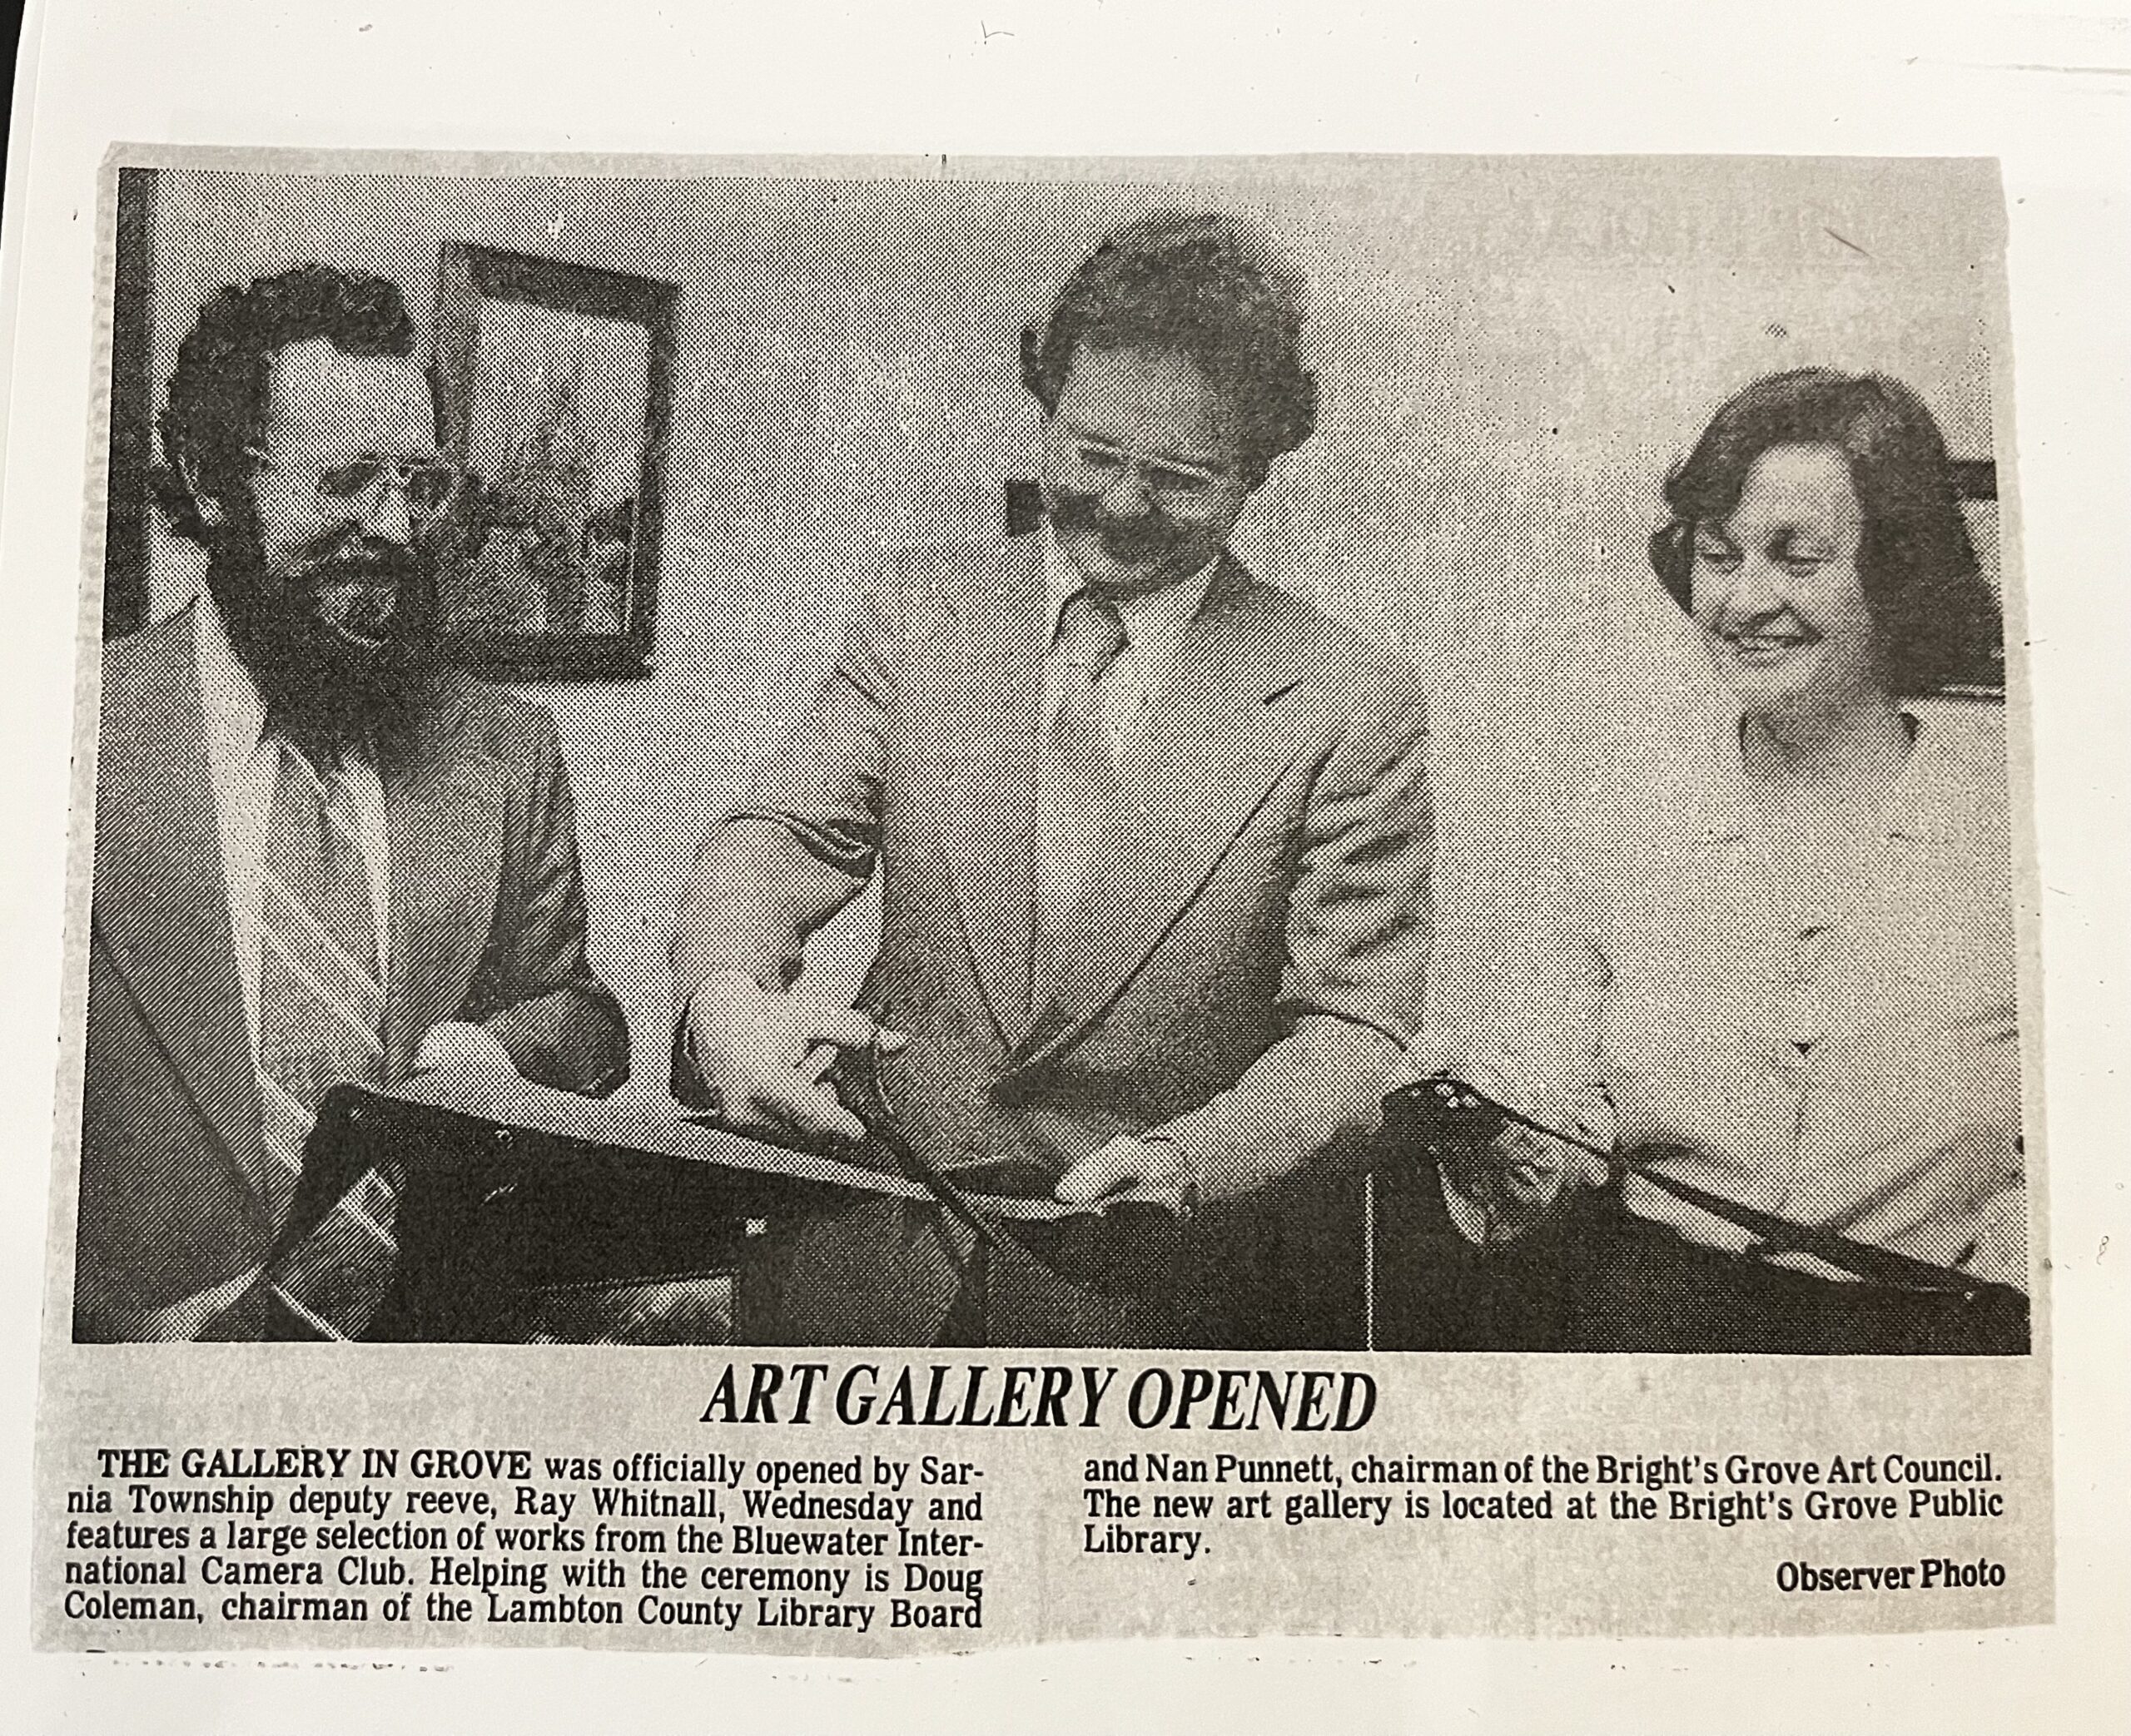 ART GALLERY OPENED
THE GALLERY IN GROVE was officially opened by Sar-
nia Township deputy reeve, Ray Whitnall, Wednesday and
features a large selection of works from the Bluewater Inter-
national Camera Club. Helping with the ceremony is Doug
Coleman, chairman of the Lambton County Library Board
and Nan Punnett, chairman of the Bright's Grove Art Council.
The new art gallery is located at the Bright's Grove Public
Library.
Observer Photo